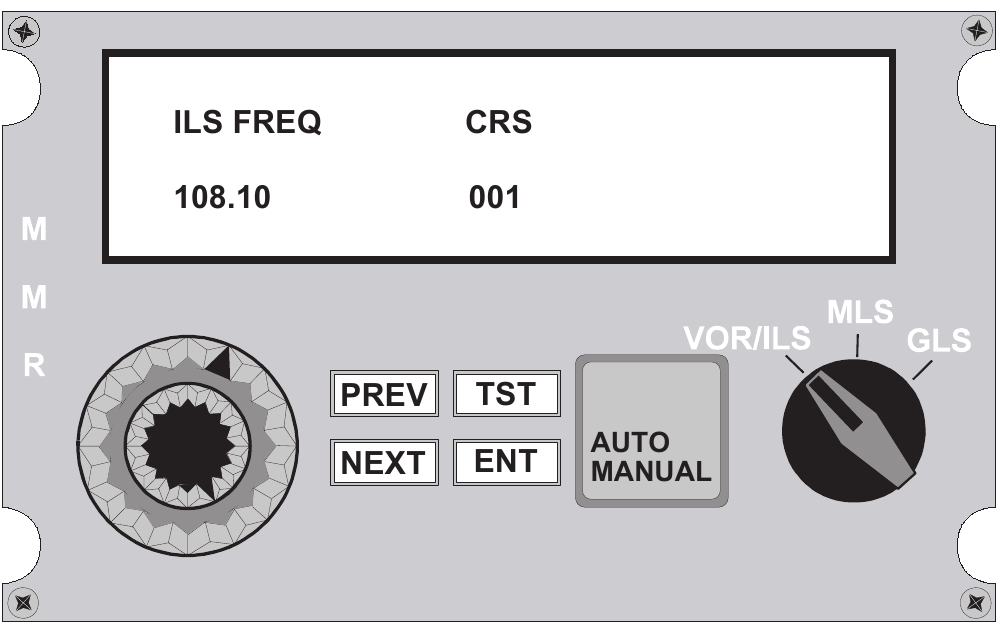 ILS FREQ CRS
108.10 001
M
M
R
VOR/ILS MLS GLS
PREV TST
NEXT ENT
AUTO
MANUAL